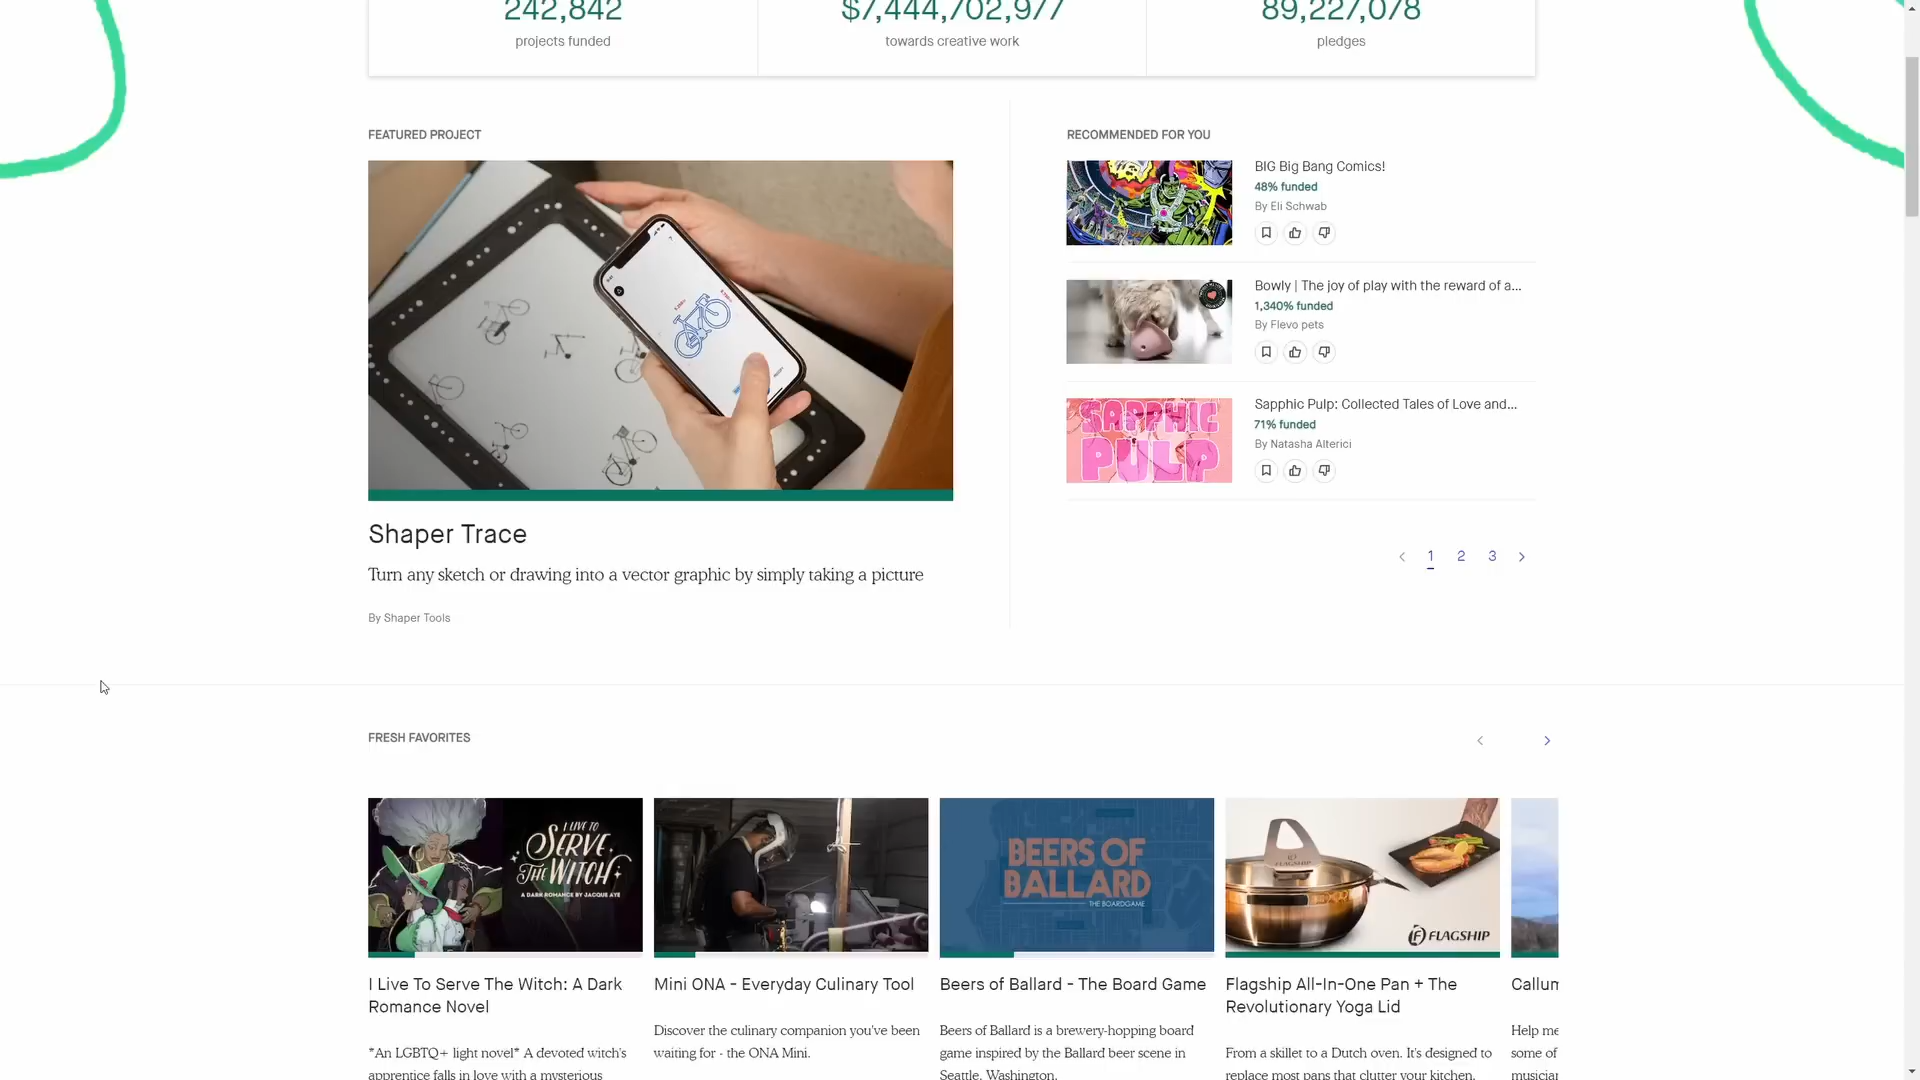 242,842
projects funded
$7,444,702,977
towards creative work
89,227,078
pledges
FEATURED PROJECT
Shaper Trace
Turn any sketch or drawing into a vector graphic by simply taking a picture
By Shaper Tools
RECOMMENDED FOR YOU
BIG Big Bang Comics!
48% funded
By Eli Schwab
Bowly | The joy of play with the reward of a...
1,340% funded
By Flevo pets
SAPPHIC
PULP
Sapphic Pulp: Collected Tales of Love and...
71% funded
By Natasha Alterici
1 2 3
FRESH FAVORITES
I LIVE TO
SERVE
THE WITCH
A DARK ROMANCE BY JACQUE AYE
I Live To Serve The Witch: A Dark
Romance Novel
*An LGBTQ+ light novel* A devoted witch's
apprentice falls in love with a mysterious
Mini ONA - Everyday Culinary Tool
Discover the culinary companion you've been
waiting for - the ONA Mini.
BEERS OF
BALLARD
THE BOARDGAME
Beers of Ballard - The Board Game
Beers of Ballard is a brewery-hopping board
game inspired by the Ballard beer scene in
Seattle, Washington.
FLAGSHIP
FLAGSHIP
Flagship All-In-One Pan + The
Revolutionary Yoga Lid
From a skillet to a Dutch oven. It's designed to
replace most pans that clutter your kitchen.
Callum
Help me
some of
musician